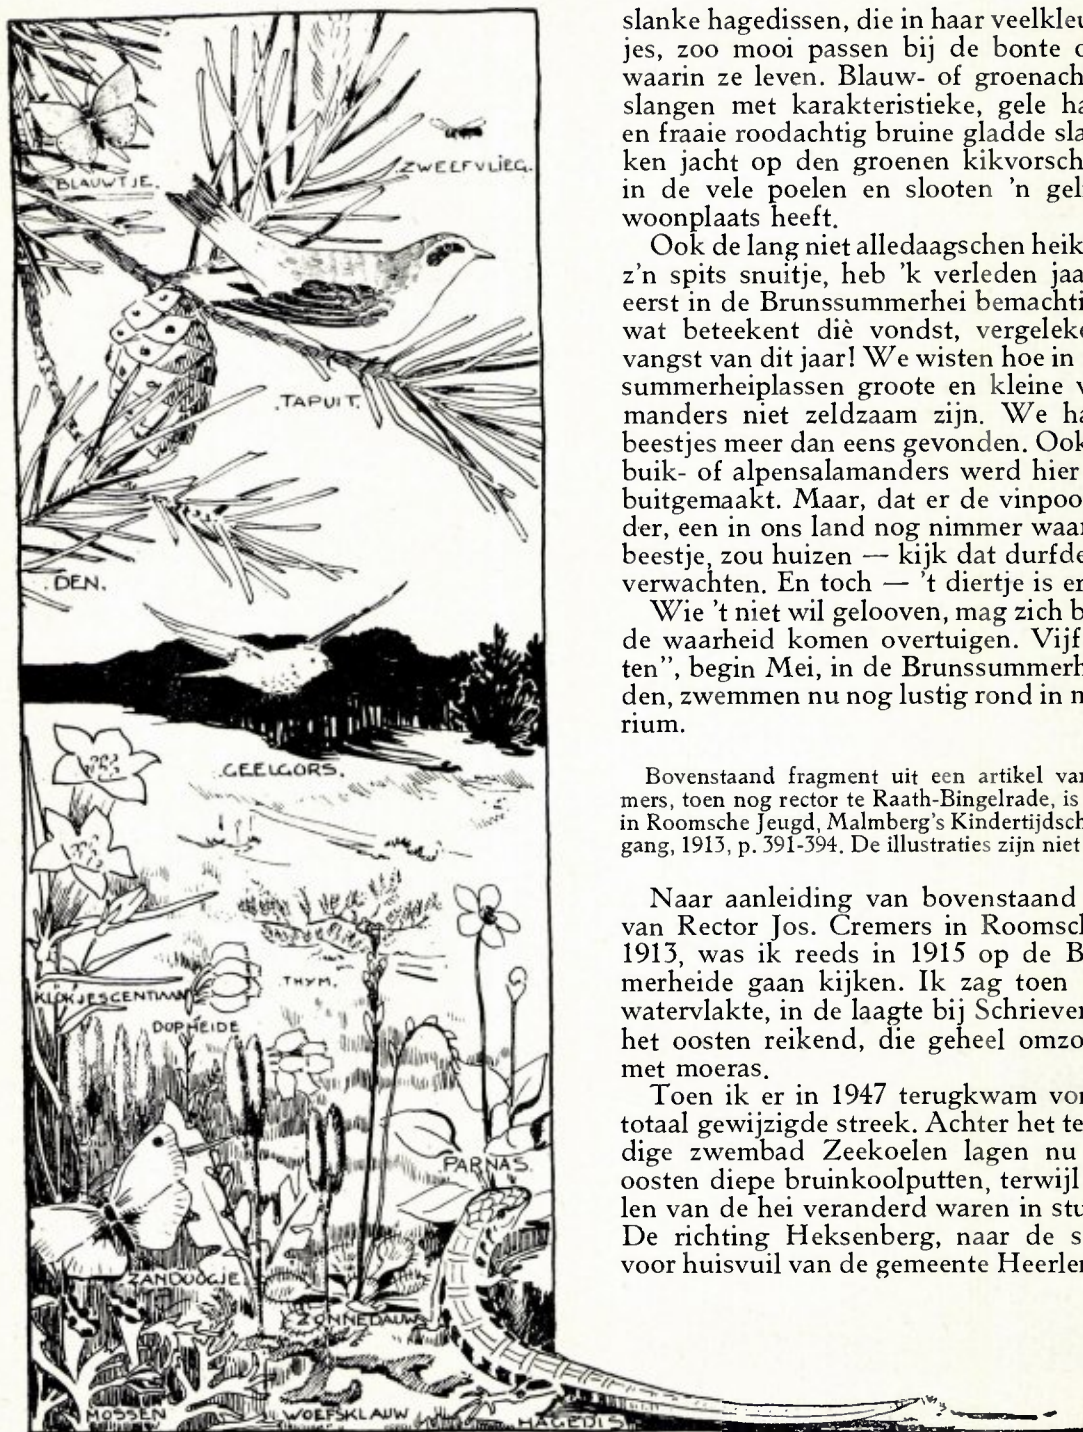 BLAUWTJE.
ZWEEFVLIEG.
TAPUIT.
DEN.
GEELGORS.
THYM.
KLOKJESGENTIAAN
DOPHEIDE
PARNAS.
ZANDOOGJE.
ZONNEDAUW
MOSSEN
WOLFSKLAUW
HAGEDIS.
slanke hagedissen, die in haar veelkleu
jes, zoo mooi passen bij de bonte
waarin ze leven. Blauw- of groenach
slangen met karakteristieke, gele ha
en fraaie roodachtig bruine gladde sla
ken jacht op den groenen kikvorsch
in de vele poelen en slooten 'n gel
woonplaats heeft.
Ook de lang niet alledaagschen heik
z'n spits snuitje, heb 'k verleden jaa
eerst in de Brunssummerhei bemachti
wat beteekent diè vondst, vergeleke
vangst van dit jaar! We wisten hoe in
summerheiplassen groote en kleine v
manders niet zeldzaam zijn. We ha
beestjes meer dan eens gevonden. Ook
buik- of alpensalamanders werd hier
buitgemaakt. Maar, dat er de vinpoo
der, een in ons land nog nimmer waar
beestje, zou huizen — kijk dat durfde
verwachten. En toch — 't diertje is er
Wie 't niet wil gelooven, mag zich b
de waarheid komen overtuigen. Vijf
ten", begin Mei, in de Brunssummerh
den, zwemmen nu nog lustig rond in m
rium.
Bovenstaand fragment uit een artikel van
mers, toen nog rector te Raath-Bingelrade, is
in Roomsche Jeugd, Malmberg's Kindertijdsch
gang, 1913, p. 391-394. De illustraties zijn niet
Naar aanleiding van bovenstaand
van Rector Jos. Cremers in Roomsch
1913, was ik reeds in 1915 op de B
merheide gaan kijken. Ik zag toen
watervlakte, in de laagte bij Schriever
het oosten reikend, die geheel omzo
met moeras.
Toen ik er in 1947 terugkwam vo
totaal gewijzigde streek. Achter het te
dige zwembad Zeekoelen lagen nu
oosten diepe bruinkoolputten, terwijl
len van de hei veranderd waren in stu
De richting Heksenberg, naar de s
voor huisvuil van de gemeente Heerle